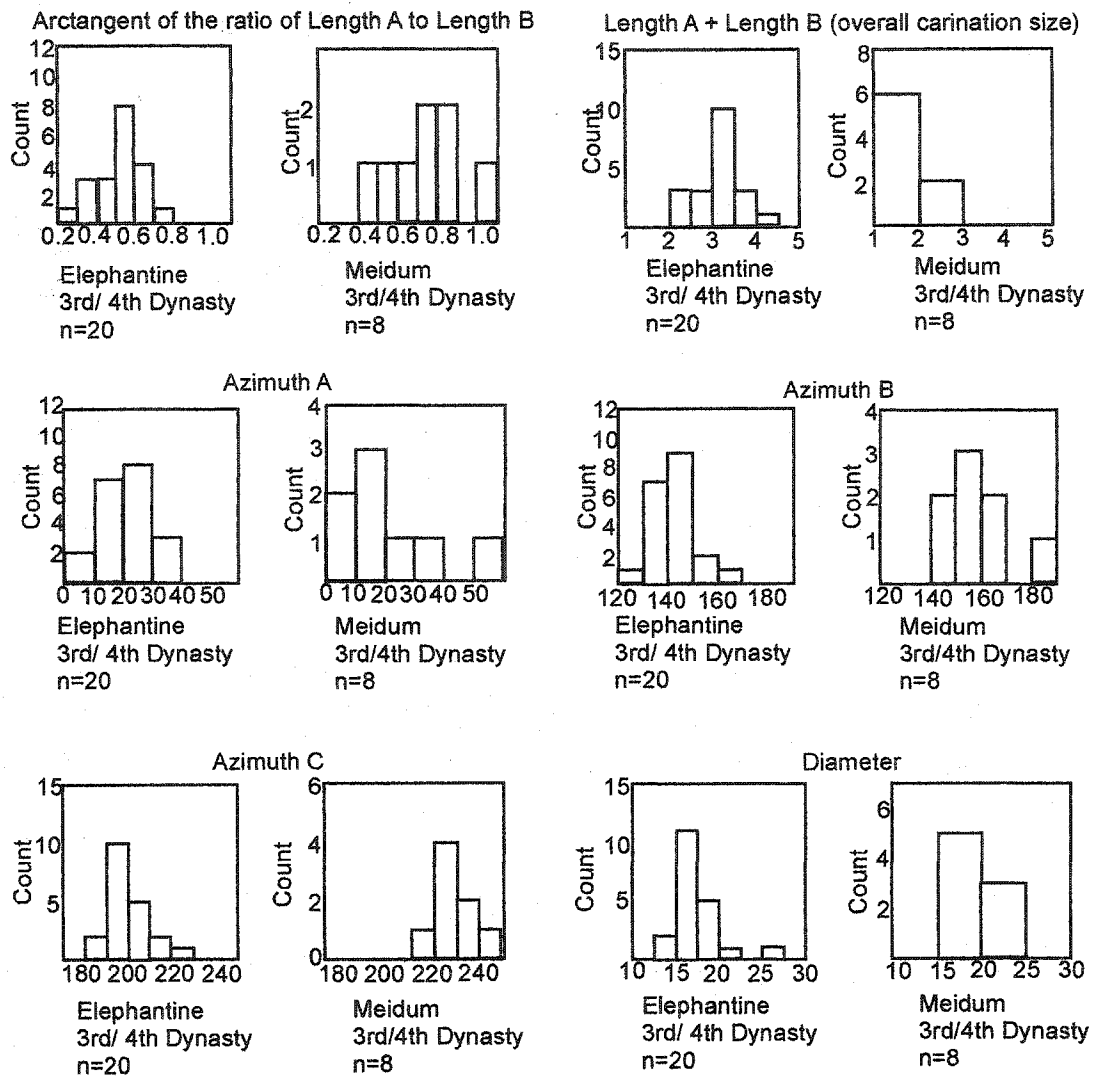 Arctangent of the ratio of Length A to Length B
Length A + Length B (overall carination size)
12
10
8
6
4
2
Count
0.2 0.4 0.6 0.8 1.0
Elephantine
3rd/ 4th Dynasty
n=20
2
1
Count
0.2 0.4 0.6 0.8 1.0
Meidum
3rd/4th Dynasty
n=8
15
10
5
Count
1 2 3 4 5
Elephantine
3rd/ 4th Dynasty
n=20
8
6
4
2
Count
1 2 3 4 5
Meidum
3rd/4th Dynasty
n=8
Azimuth A
Azimuth B
12
10
8
6
4
2
Count
0 10 20 30 40 50
Elephantine
3rd/ 4th Dynasty
n=20
4
3
2
1
Count
0 10 20 30 40 50
Meidum
3rd/4th Dynasty
n=8
12
10
8
6
4
2
Count
120 140 160 180
Elephantine
3rd/ 4th Dynasty
n=20
4
3
2
1
Count
120 140 160 180
Meidum
3rd/4th Dynasty
n=8
Azimuth C
Diameter
15
10
5
Count
180 200 220 240
Elephantine
3rd/ 4th Dynasty
n=20
6
4
2
0
Count
180 200 220 240
Meidum
3rd/4th Dynasty
n=8
15
10
5
Count
10 15 20 25 30
Elephantine
3rd/ 4th Dynasty
n=20
6
4
2
Count
10 15 20 25 30
Meidum
3rd/4th Dynasty
n=8